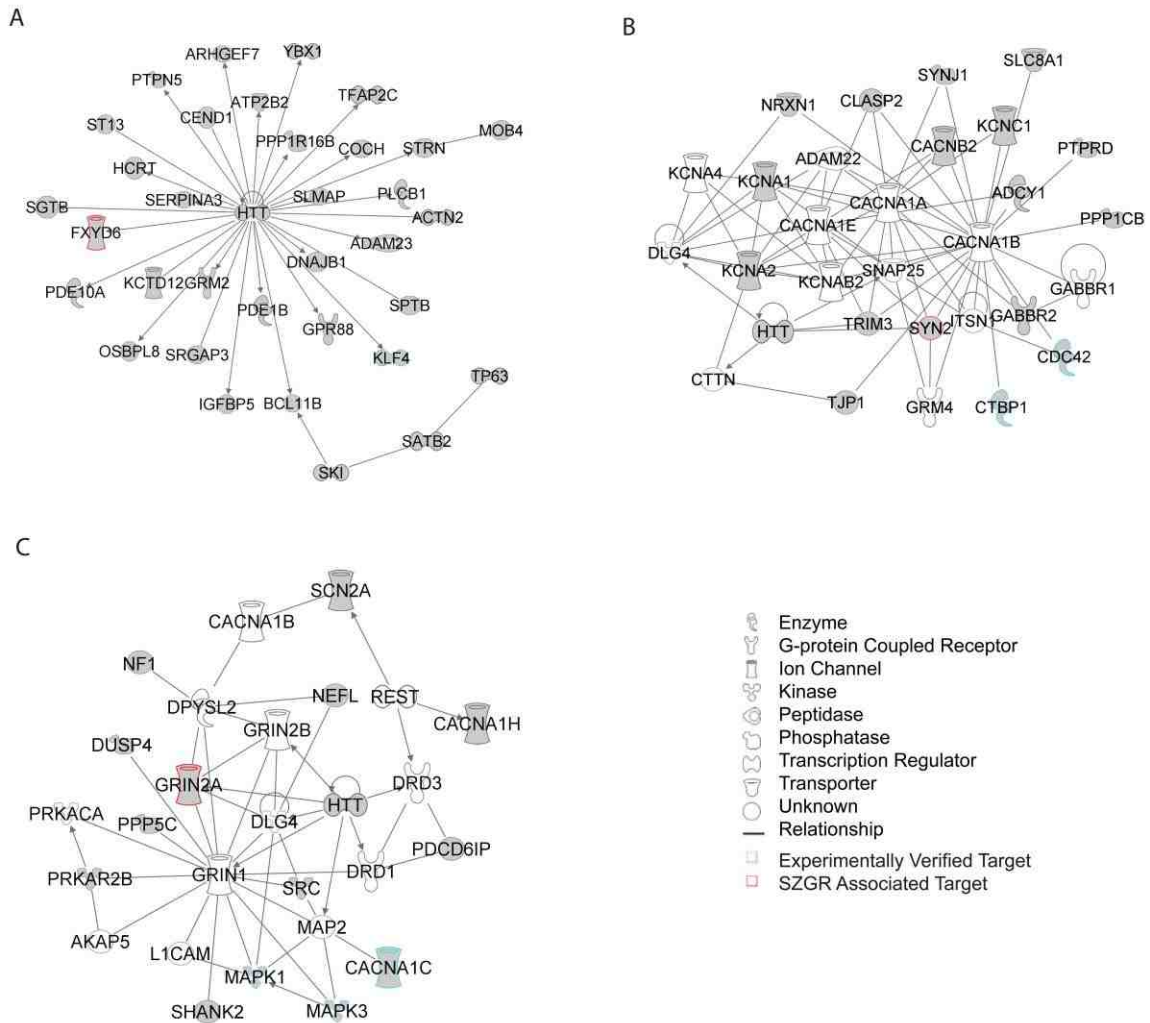 A
ARHGEF7
YBX1
PTPN5
ATP2B2
TFAP2C
CEND1
ST13
PPP1R16B
COCH
STRN
MOB4
HCRT
SERPINA3
SLMAP
PLCB1
SGTB
HTT
ACTN2
FXYD6
ADAM23
DNAJB1
KCTD12
GRM2
PDE10A
PDE1B
SPTB
GPR88
OSBPL8
SRGAP3
KLF4
IGFBP5
BCL11B
TP63
SATB2
SKI
B
SLC8A1
SYNJ1
NRXN1
CLASP2
KCNC1
CACNB2
PTPRD
KCNA4
ADAM22
KCNA1
ADCY1
CACNA1A
PPP1CB
CACNA1E
CACNA1B
DLG4
KCNA2
KCNAB2
SNAP25
GABBR1
HTT
TRIM3
SYN2
ITSN1
GABBR2
CDC42
CTTN
TJP1
GRM4
CTBP1
C
SCN2A
CACNA1B
NF1
DPYSL2
NEFL
REST
CACNA1H
GRIN2B
DUSP4
GRIN2A
DRD3
HTT
PRKACA
PPP5C
DLG4
PDCD6IP
PRKAR2B
GRIN1
SRC
DRD1
AKAP5
L1CAM
MAP2
CACNA1C
MAPK1
SHANK2
MAPK3
Enzyme
G-protein Coupled Receptor
Ion Channel
Kinase
Peptidase
Phosphatase
Transcription Regulator
Transporter
Unknown
Relationship
Experimentally Verified Target
SZGR Associated Target